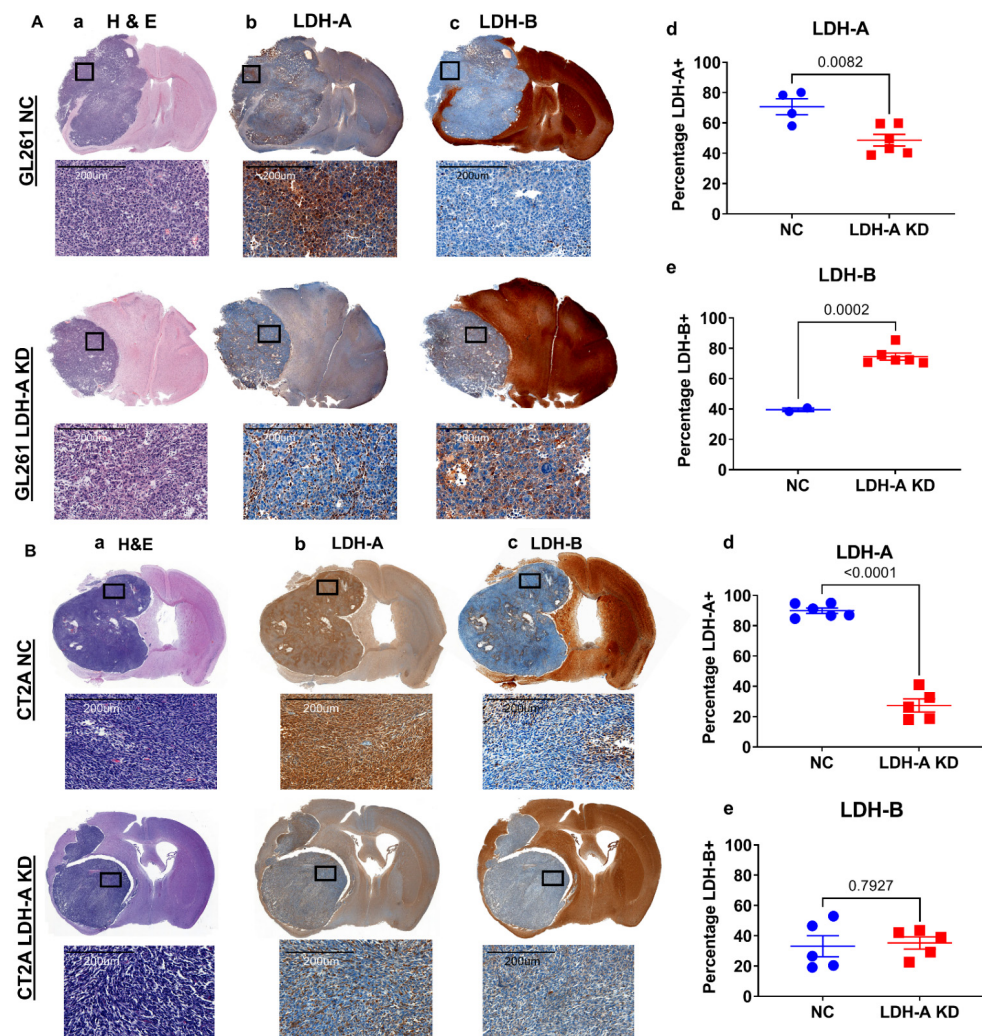 A
a
H & E
b
LDH-A
c
LDH-B
GL261 NC
200um
200um
200um
GL261 LDH-A KD
200um
200um
200um
d
LDH-A
0.0082
Percentage LDH-A+
100
80
60
40
20
0
NC
LDH-A KD
e
LDH-B
0.0002
Percentage LDH-B+
100
80
60
40
20
0
NC
LDH-A KD
B
a
H&E
b
LDH-A
c
LDH-B
CT2A NC
200um
200um
200um
CT2A LDH-A KD
200um
200um
200um
d
LDH-A
<0.0001
Percentage LDH-A+
100
80
60
40
20
0
NC
LDH-A KD
e
LDH-B
0.7927
Percentage LDH-B+
100
80
60
40
20
0
NC
LDH-A KD